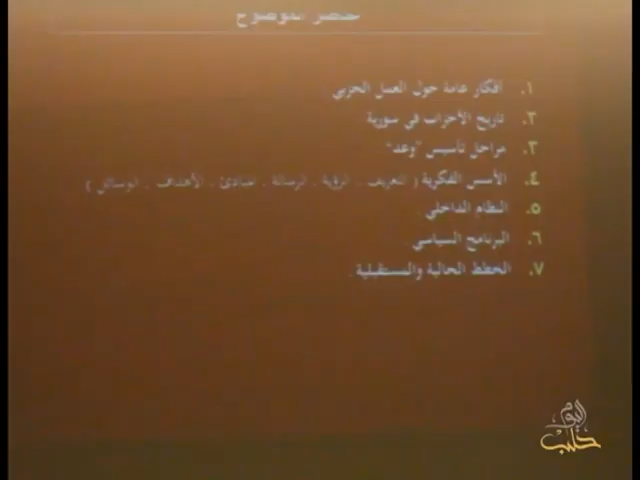 عناصر الموضوع
١. أفكار عامة حول العمل الحزبي
٢. تاريخ الأحزاب في سورية
٣. مراحل تأسيس "وعد"
٤. الأسس الفكرية ( التعريف . الرؤية . الرسالة . المبادئ . الأهداف . الوسائل )
٥. النظام الداخلي .
٦. البرنامج السياسي .
٧. الخطط الحالية والمستقبلية .
حلب اليوم